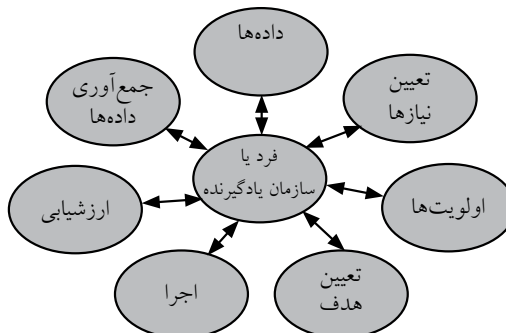 داده‌ها
تعیین
نیازها
جمع‌آوری
داده‌ها
فرد یا
سازمان یادگیرنده
اولویت‌ها
ارزشیابی
تعیین
هدف
اجرا